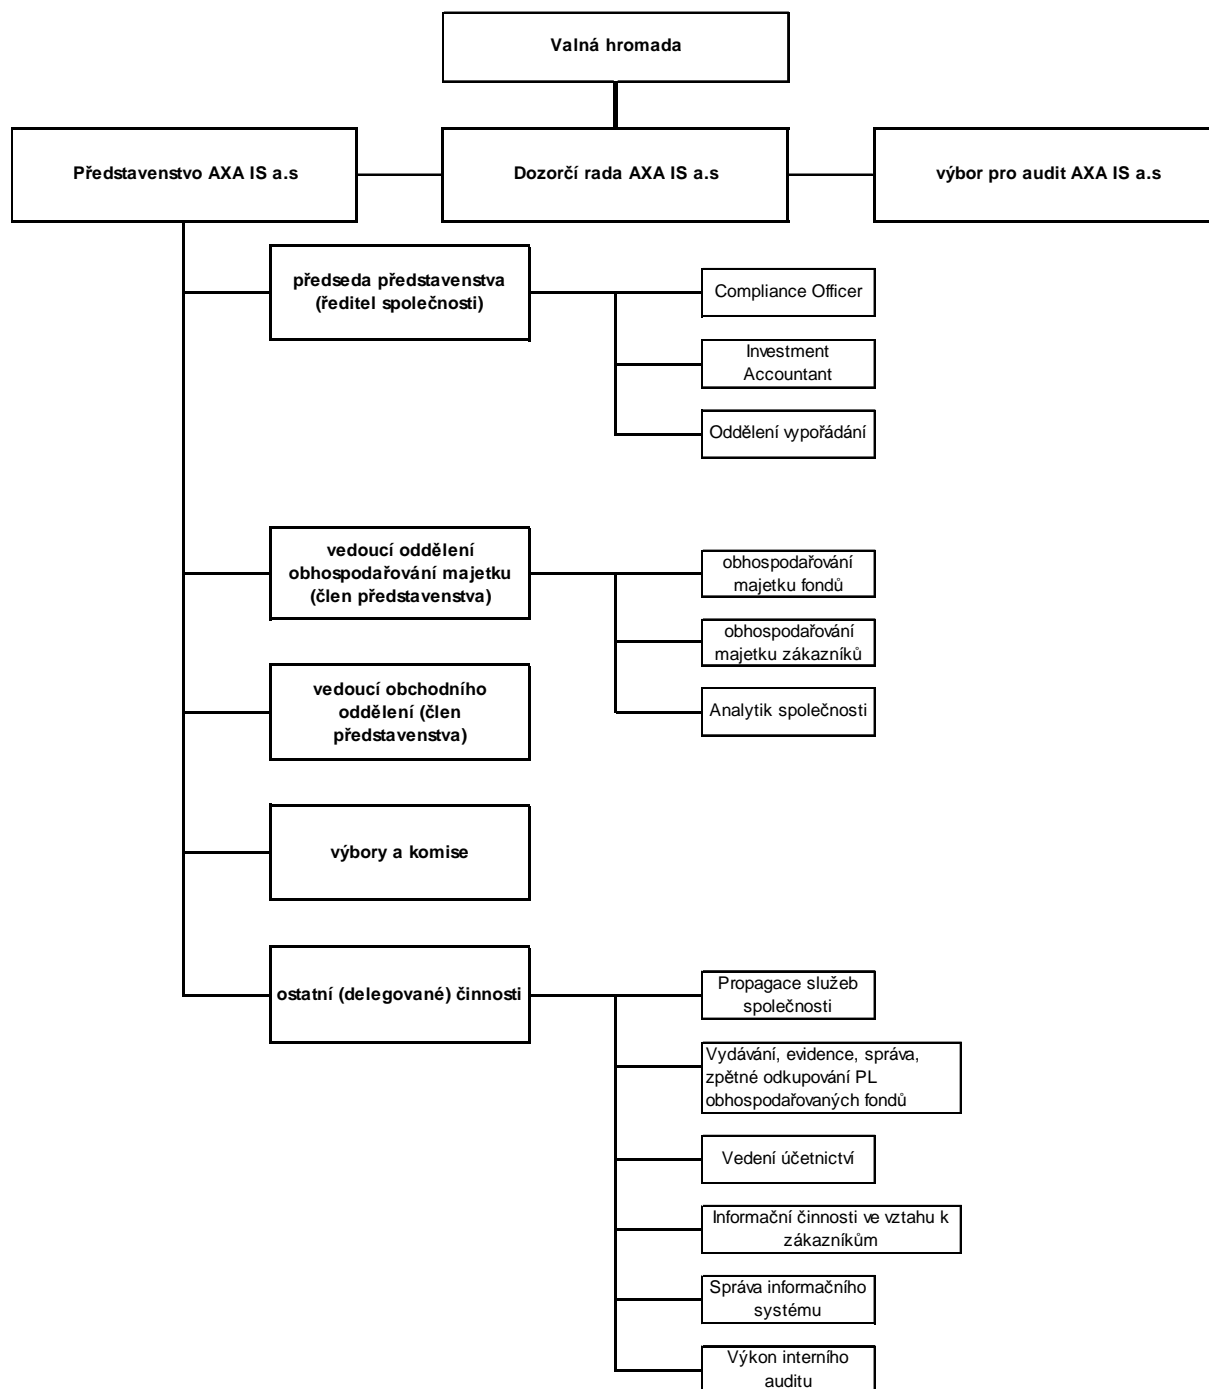 Valná hromada
Představenstvo AXA IS a.s
Dozorčí rada AXA IS a.s
výbor pro audit AXA IS a.s
předseda představenstva
(ředitel společnosti)
Compliance Officer
Investment
Accountant
Oddělení vypořádání
vedoucí oddělení
obhospodařování majetku
(člen představenstva)
obhospodařování
majetku fondů
obhospodařování
majetku zákazníků
Analytik společnosti
vedoucí obchodního
oddělení (člen
představenstva)
výbory a komise
ostatní (delegované) činnosti
Propagace služeb
společnosti
Vydávání, evidence, správa,
zpětné odkupování PL
obhospodařovaných fondů
Vedení účetnictví
Informační činnosti ve vztahu k
zákazníkům
Správa informačního
systému
Výkon interního
auditu